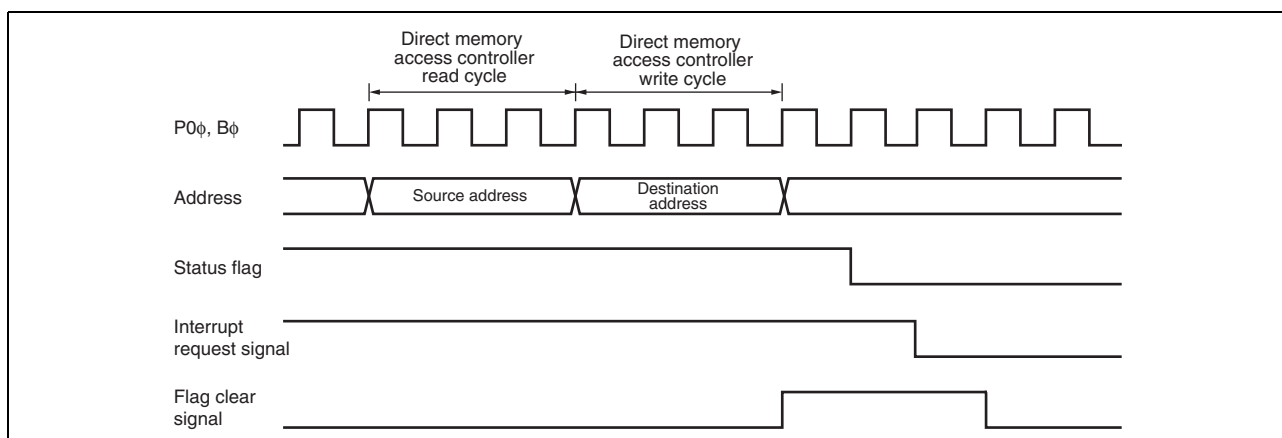 Direct memory
access controller
read cycle
Direct memory
access controller
write cycle
P0ϕ, Bϕ
Address
Source address
Destination
address
Status flag
Interrupt
request signal
Flag clear
signal